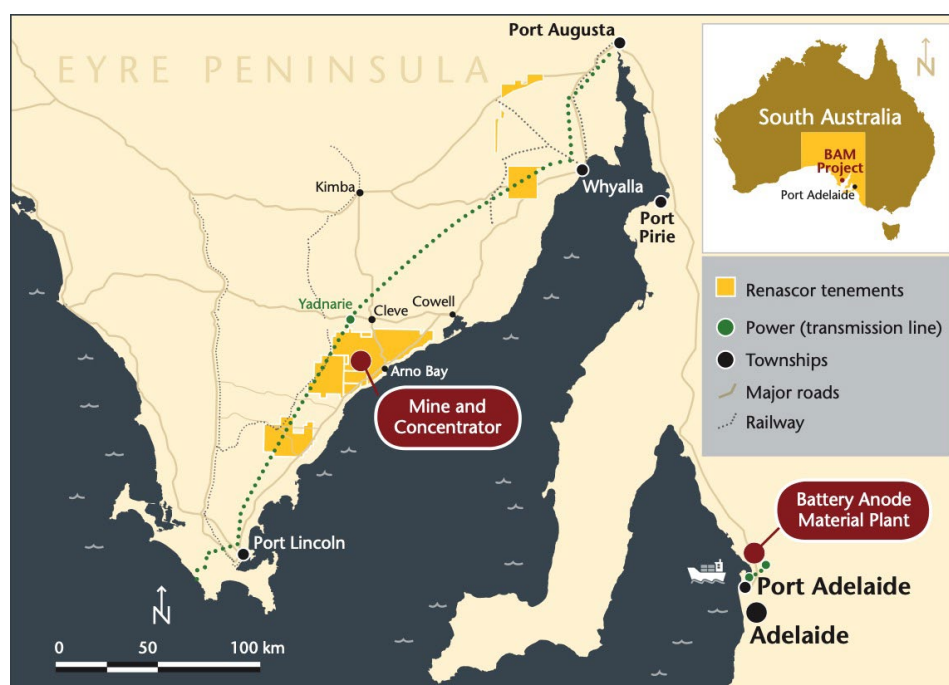 Port Augusta
EYRE PENINSULA
N
South Australia
BAM
Project
Port Adelaide
Kimba
Whyalla
Port
Pirie
Yadnarie
Cleve
Cowell
Arno Bay
Mine and
Concentrator
Renascor tenements
Power (transmission line)
Townships
Major roads
Railway
Battery Anode
Material Plant
Port Lincoln
Port Adelaide
Adelaide
N
0 50 100 km